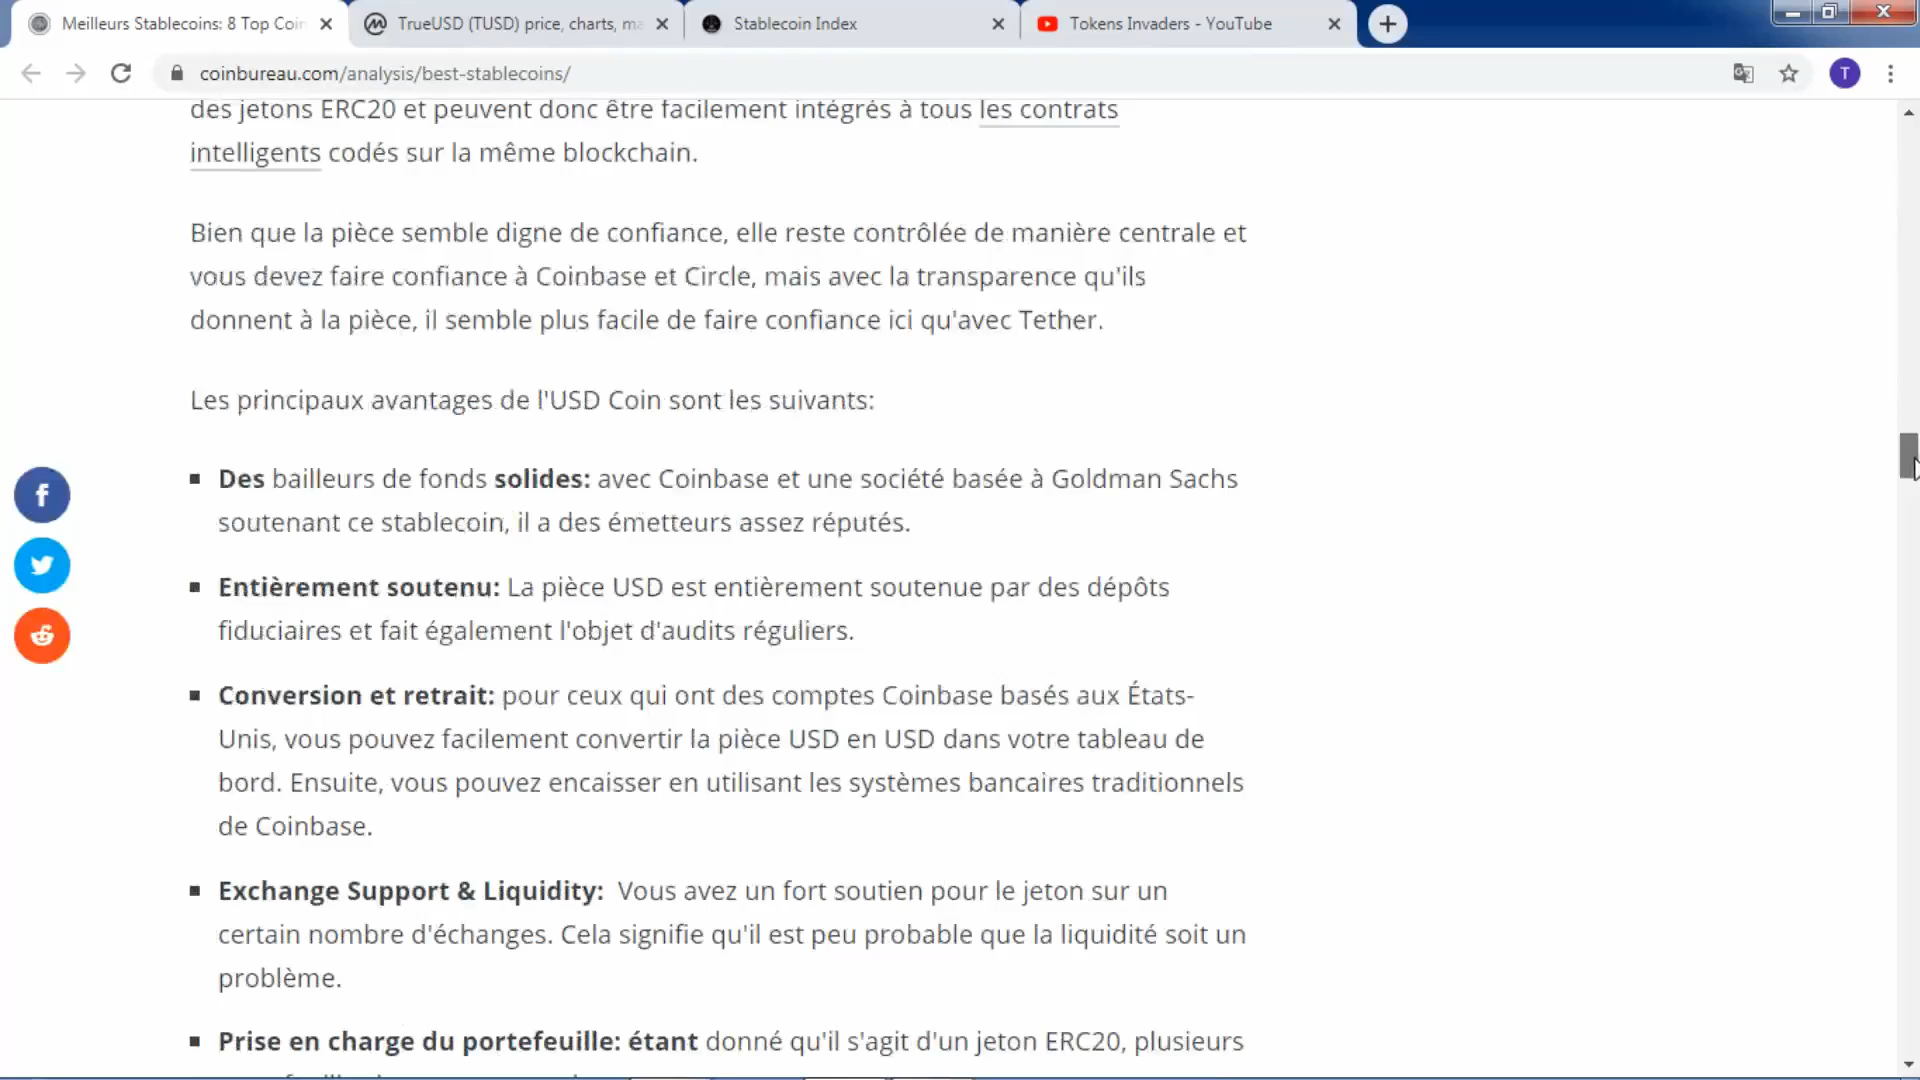 Meilleurs Stablecoins: 8 Top Coin
TrueUSD (TUSD) price, charts, ma
Stablecoin Index
Tokens Invaders - YouTube
coinbureau.com/analysis/best-stablecoins/
T
des jetons ERC20 et peuvent donc être facilement intégrés à tous les contrats
intelligents codés sur la même blockchain.
Bien que la pièce semble digne de confiance, elle reste contrôlée de manière centrale et
vous devez faire confiance à Coinbase et Circle, mais avec la transparence qu'ils
donnent à la pièce, il semble plus facile de faire confiance ici qu'avec Tether.
Les principaux avantages de l'USD Coin sont les suivants:
Des bailleurs de fonds solides: avec Coinbase et une société basée à Goldman Sachs
soutenant ce stablecoin, il a des émetteurs assez réputés.
Entièrement soutenu: La pièce USD est entièrement soutenue par des dépôts
fiduciaires et fait également l'objet d'audits réguliers.
Conversion et retrait: pour ceux qui ont des comptes Coinbase basés aux États-
Unis, vous pouvez facilement convertir la pièce USD en USD dans votre tableau de
bord. Ensuite, vous pouvez encaisser en utilisant les systèmes bancaires traditionnels
de Coinbase.
Exchange Support & Liquidity: Vous avez un fort soutien pour le jeton sur un
certain nombre d'échanges. Cela signifie qu'il est peu probable que la liquidité soit un
problème.
Prise en charge du portefeuille: étant donné qu'il s'agit d'un jeton ERC20, plusieurs